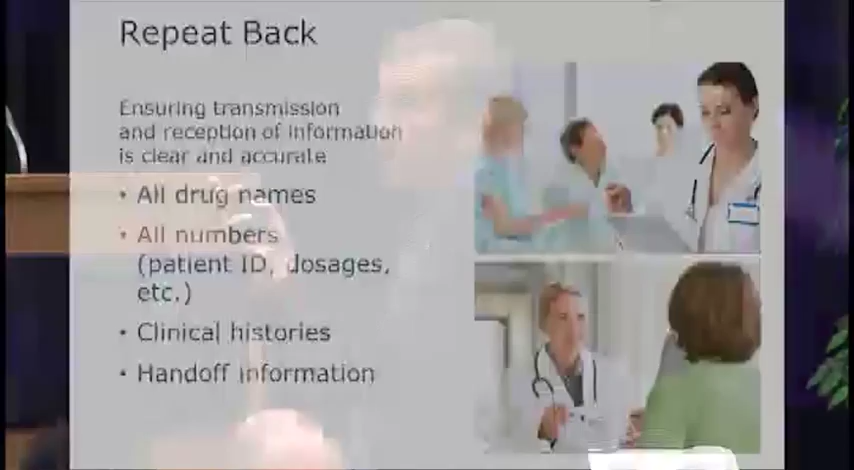 Repeat Back
Ensuring transmission
and reception of information
is clear and accurate
• All drug names
• All numbers
(patient ID, dosages,
etc.)
• Clinical histories
• Handoff information